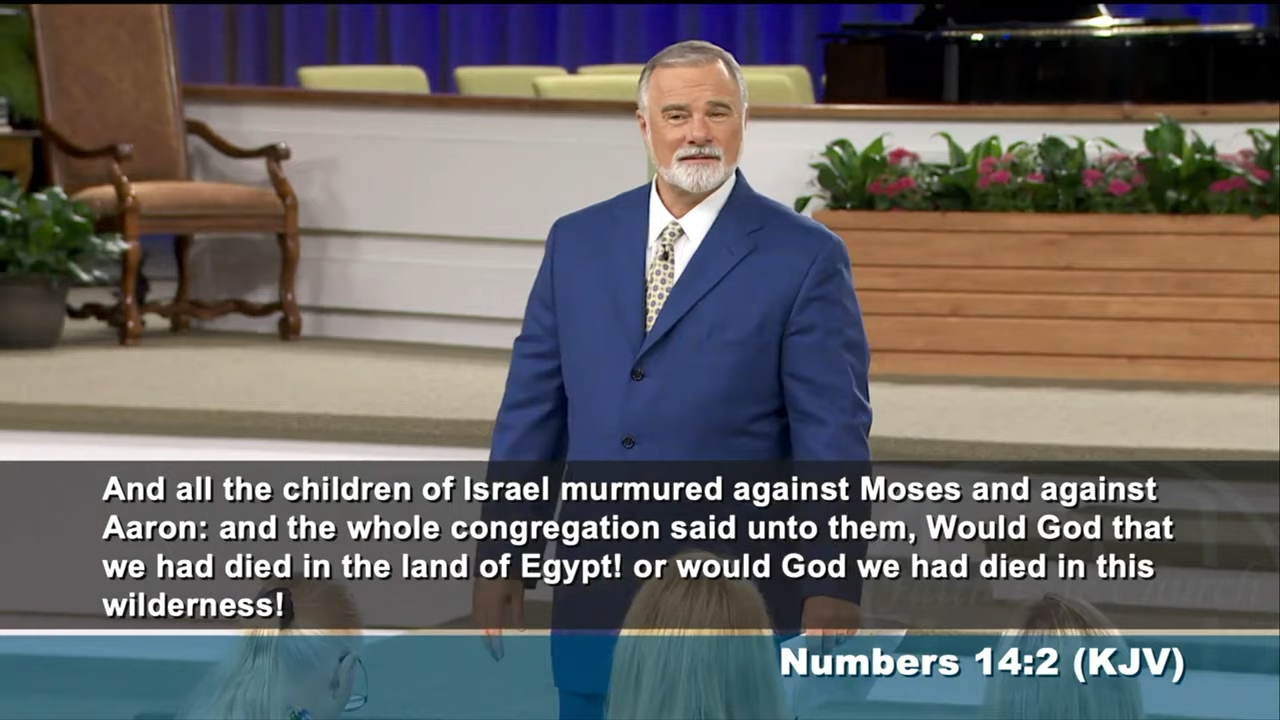 And all the children of Israel murmured against Moses and against
Aaron: and the whole congregation said unto them, Would God that
we had died in the land of Egypt! or would God we had died in this
wilderness!
Church
Numbers 14:2 (KJV)